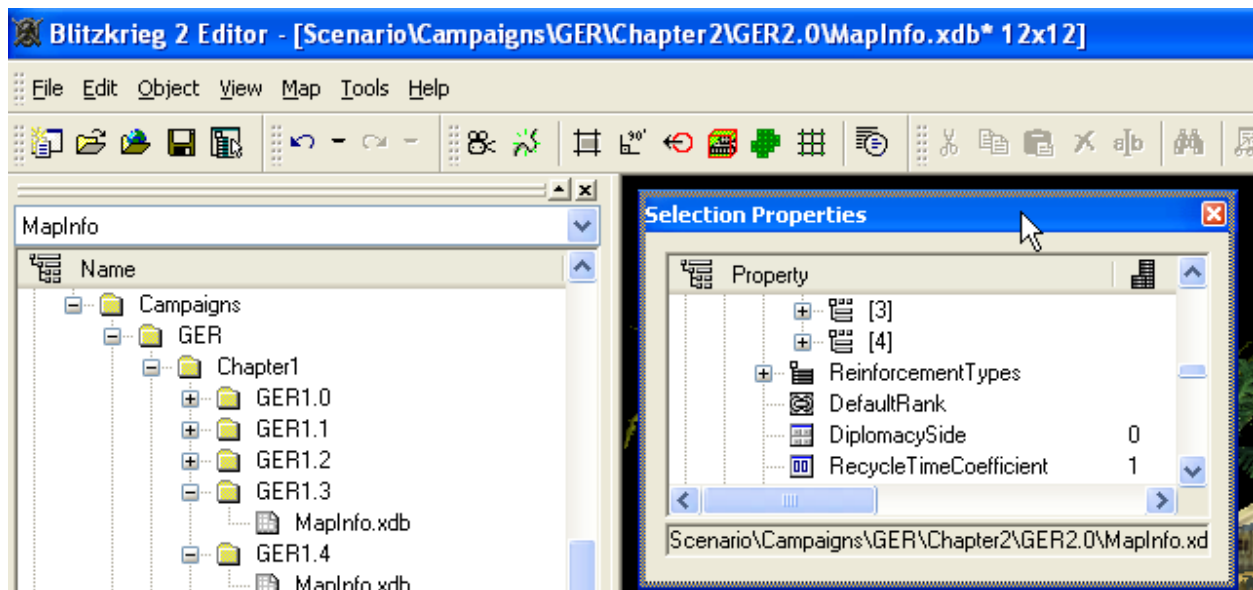 Blitzkrieg 2 Editor - [Scenario\Campaigns\GER\Chapter2\GER2.0\MapInfo.xdb* 12x12]
File Edit Object View Map Tools Help
90°
a b
MapInfo
Name
Campaigns
GER
Chapter1
GER1.0
GER1.1
GER1.2
GER1.3
MapInfo.xdb
GER1.4
MapInfo.xdb
Selection Properties
Property
[3]
[4]
ReinforcementTypes
DefaultRank
DiplomacySide 0
RecycleTimeCoefficient 1
Scenario\Campaigns\GER\Chapter2\GER2.0\MapInfo.xd